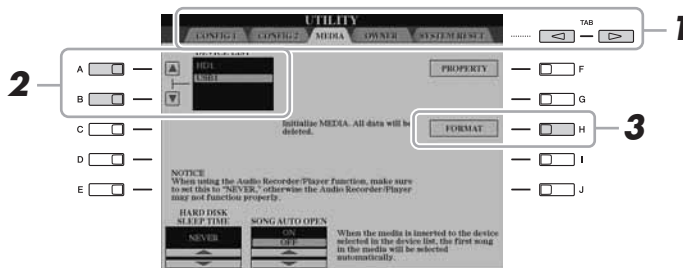 UTILITY
CONFIG 1 CONFIG 2 MEDIA OWNER SYSTEM RESET
TAB
1
DEVICE LIST
HD1
USB1
PROPERTY
2
A
B
C
D
E
F
G
H
I
J
Initialize MEDIA. All data will be
deleted.
FORMAT
3
NOTICE
When using the Audio Recorder/Player function, make sure
to set this to "NEVER," otherwise the Audio Recorder/Player
may not function properly.
HARD DISK
SLEEP TIME
NEVER
SONG AUTO OPEN
ON
OFF
When the media is inserted to the device
selected in the device list, the first song
in the media will be selected
automatically.